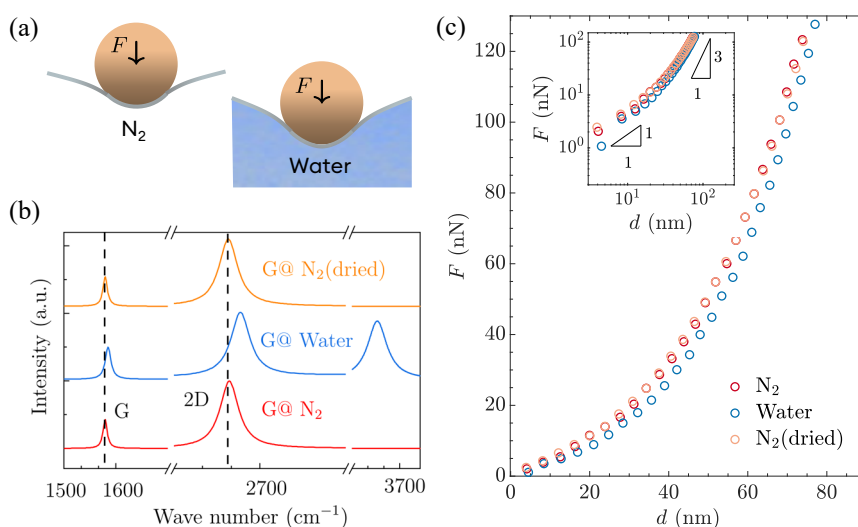 (a)
F
N₂
F
Water
(b)
Intensity (a.u.)
G@ N₂(dried)
G@ Water
G
2D
G@ N₂
1500
1600
2700
3700
Wave number (cm⁻¹)
(c)
F (nN)
0
20
40
60
80
100
120
0
20
40
60
80
d (nm)
N₂
Water
N₂(dried)
F (nN)
10²
10¹
10⁰
10¹
10²
d (nm)
3
1
1
1